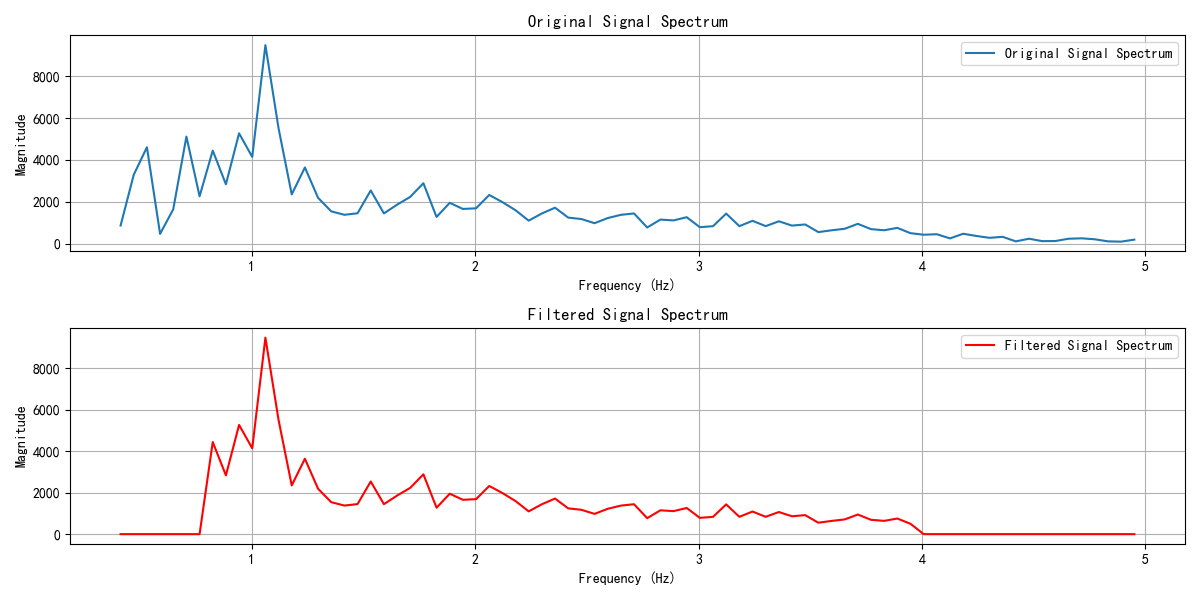 Original Signal Spectrum
Original Signal Spectrum
Magnitude
8000
6000
4000
2000
0
1 2 3 4 5
Frequency (Hz)
Filtered Signal Spectrum
Filtered Signal Spectrum
Magnitude
8000
6000
4000
2000
0
1 2 3 4 5
Frequency (Hz)